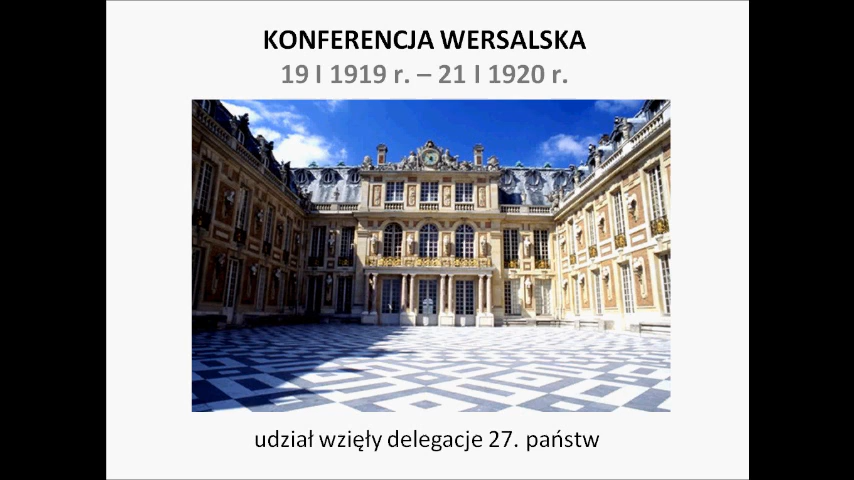 KONFERENCJA WERSALSKA
19 I 1919 r. – 21 I 1920 r.
udział wzięły delegacje 27. państw